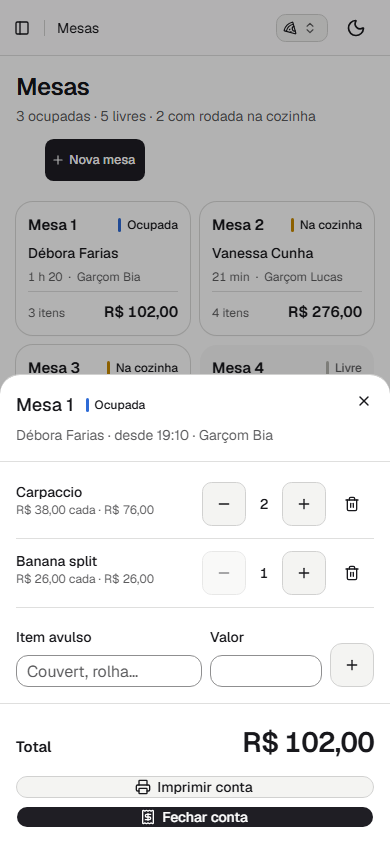 Mesas
Mesas
3 ocupadas · 5 livres · 2 com rodada na cozinha
+ Nova mesa
Mesa 1 Ocupada
Débora Farias
1 h 20 · Garçom Bia
3 itens R$ 102,00
Mesa 2 Na cozinha
Vanessa Cunha
21 min · Garçom Lucas
4 itens R$ 276,00
Mesa 3 Na cozinha
Mesa 4 Livre
Mesa 1 Ocupada
Débora Farias · desde 19:10 · Garçom Bia
Carpaccio
R$ 38,00 cada · R$ 76,00
2
Banana split
R$ 26,00 cada · R$ 26,00
1
Item avulso Valor
Couvert, rolha...
Total R$ 102,00
Imprimir conta
Fechar conta